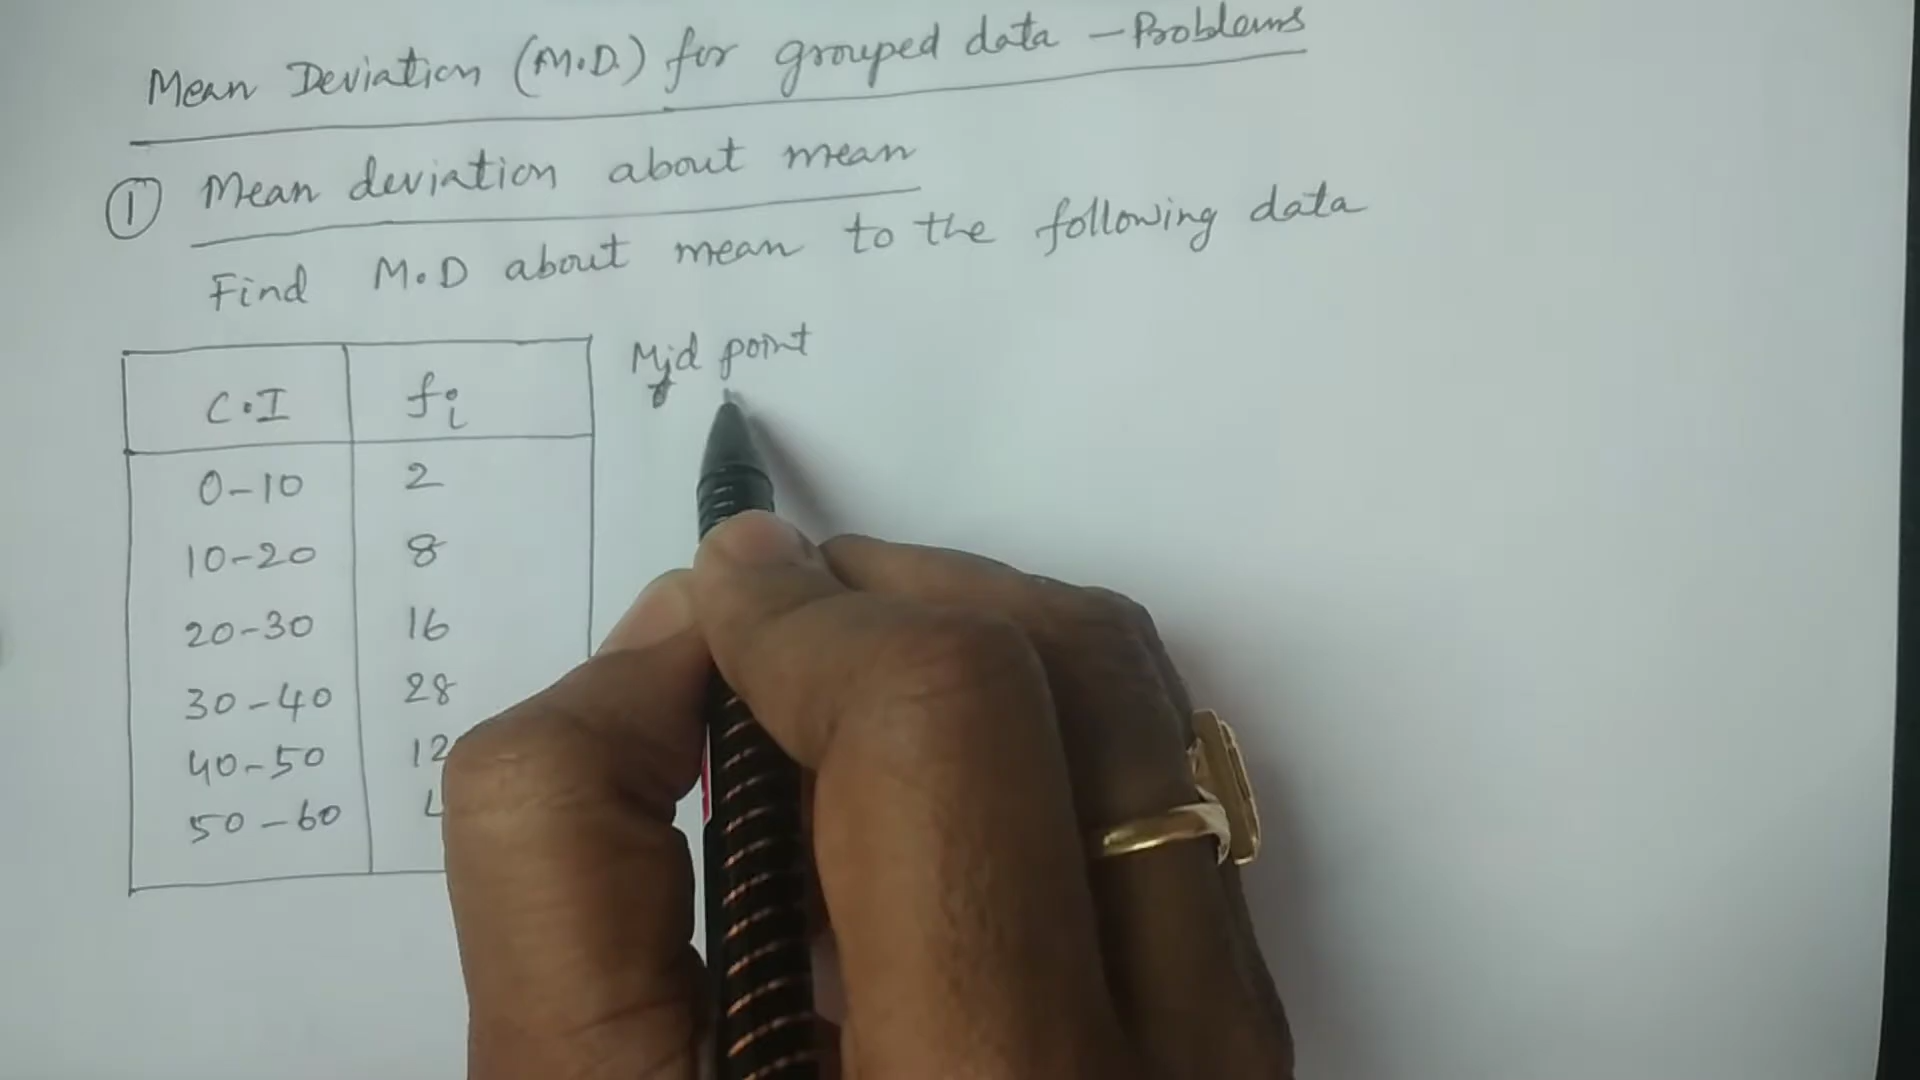 Mean Deviation (M.D.) for grouped data - Problems
① Mean deviation about mean
Find M.D about mean to the following data
Mid point
C.I fi
0-10 2
10-20 8
20-30 16
30-40 28
40-50 12
50-60